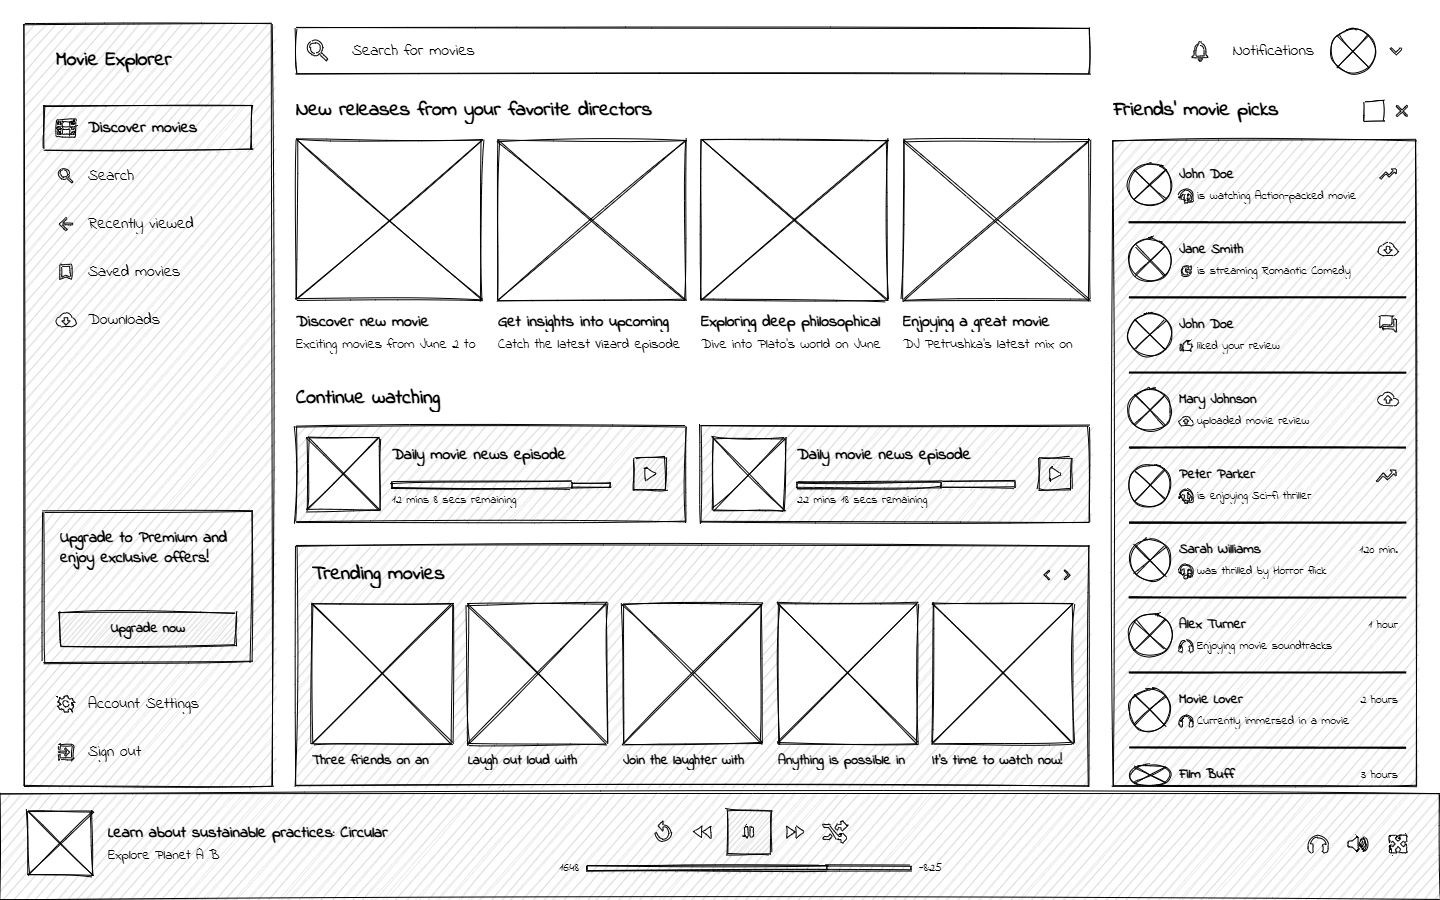 Movie Explorer
Discover movies
Search
Recently viewed
Saved movies
Downloads
Upgrade to Premium and
enjoy exclusive offers!
Upgrade now
Account Settings
Sign out
Search for movies
Notifications
New releases from your favorite directors
Discover new movie
Exciting movies from June 2 to
Get insights into upcoming
Catch the latest Vizard episode
Exploring deep philosophical
Dive into Plato's world on June
Enjoying a great movie
DJ Petrushka's latest mix on
Continue watching
Daily movie news episode
12 mins 8 secs remaining
Daily movie news episode
22 mins 18 secs remaining
Trending movies
Three friends on an
Laugh out loud with
Join the laughter with
Anything is possible in
It's time to watch now!
Friends' movie picks
John Doe
is watching Action-packed movie
Jane Smith
is streaming Romantic Comedy
John Doe
liked your review
Mary Johnson
uploaded movie review
Peter Parker
is enjoying Sci-fi thriller
Sarah Williams
120 min.
was thrilled by Horror flick
Alex Turner
1 hour
Enjoying movie soundtracks
Movie Lover
2 hours
Currently immersed in a movie
Film Buff
3 hours
Learn about sustainable practices: Circular
Explore Planet A B
16:48
-8:25